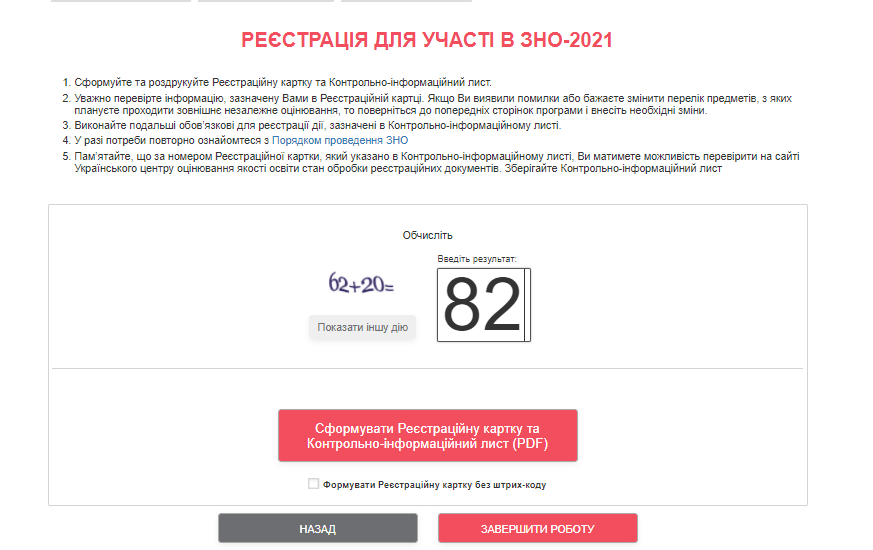 РЕЄСТРАЦІЯ ДЛЯ УЧАСТІ В ЗНО-2021
1. Сформуйте та роздрукуйте Реєстраційну картку та Контрольно-інформаційний лист.
2. Уважно перевірте інформацію, зазначену Вами в Реєстраційній картці. Якщо Ви виявили помилки або бажаєте змінити перелік предметів, з яких
плануєте проходити зовнішнє незалежне оцінювання, то поверніться до попередніх сторінок програми і внесіть необхідні зміни.
3. Виконайте подальші обов'язкові для реєстрації дії, зазначені в Контрольно-інформаційному листі.
4. У разі потреби повторно ознайомтеся з Порядком проведення ЗНО
5. Пам'ятайте, що за номером Реєстраційної картки, який указано в Контрольно-інформаційному листі, Ви матимете можливість перевірити на сайті
Українського центру оцінювання якості освіти стан обробки реєстраційних документів. Зберігайте Контрольно-інформаційний лист
Обчисліть
Введіть результат:
62+20=
82
Показати іншу дію
Сформувати Реєстраційну картку та
Контрольно-інформаційний лист (PDF)
Формувати Реєстраційну картку без штрих-коду
НАЗАД
ЗАВЕРШИТИ РОБОТУ